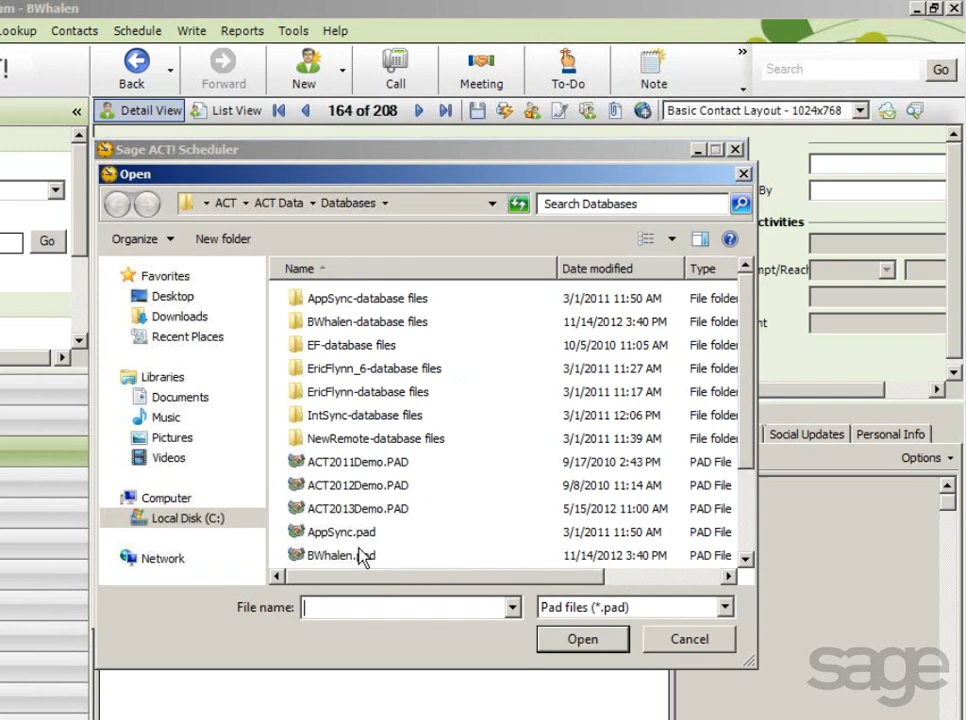 um - BWhalen
Lookup Contacts Schedule Write Reports Tools Help
Back Forward New Call Meeting To-Do Note » Search Go
« Detail View List View 164 of 208 Basic Contact Layout - 1024x768
Sage ACT! Scheduler
Open
By
ctivities
mpt/Reach
nt
Go
ACT ACT Data Databases Search Databases
Organize New folder
Favorites
Desktop
Downloads
Recent Places
Libraries
Documents
Music
Pictures
Videos
Computer
Local Disk (C:)
Network
Name Date modified Type
AppSync-database files 3/1/2011 11:50 AM File folder
BWhalen-database files 11/14/2012 3:40 PM File folder
EF-database files 10/5/2010 11:05 AM File folder
EricFlynn_6-database files 3/1/2011 11:27 AM File folder
EricFlynn-database files 3/1/2011 11:17 AM File folder
IntSync-database files 3/1/2011 12:06 PM File folder
NewRemote-database files 3/1/2011 11:39 AM File folder
ACT2011Demo.PAD 9/17/2010 2:43 PM PAD File
ACT2012Demo.PAD 9/8/2010 11:14 AM PAD File
ACT2013Demo.PAD 5/15/2012 11:00 AM PAD File
AppSync.pad 3/1/2011 11:50 AM PAD File
BWhalen.pad 11/14/2012 3:40 PM PAD File
File name: Pad files (*.pad)
Open Cancel
Social Updates Personal Info
Options
sage